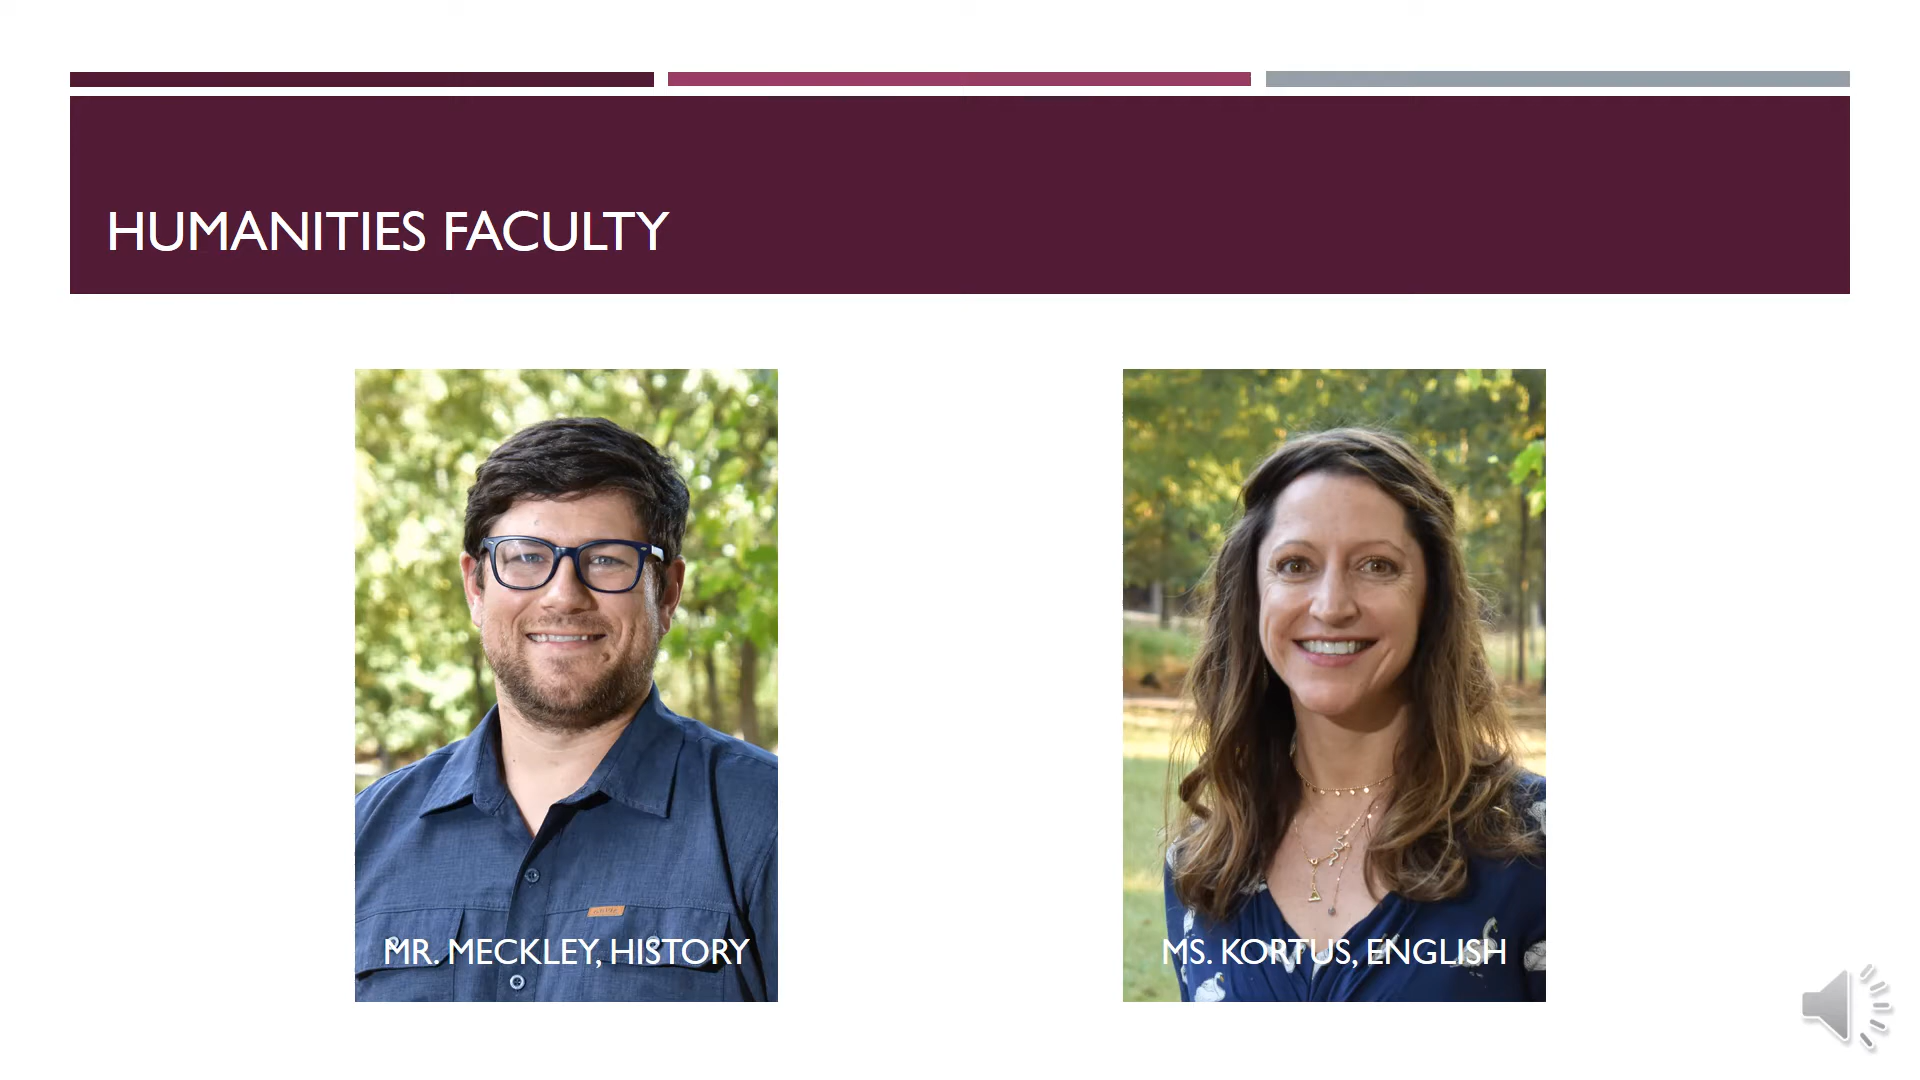 HUMANITIES FACULTY
MR. MECKLEY, HISTORY
MS. KORTUS, ENGLISH